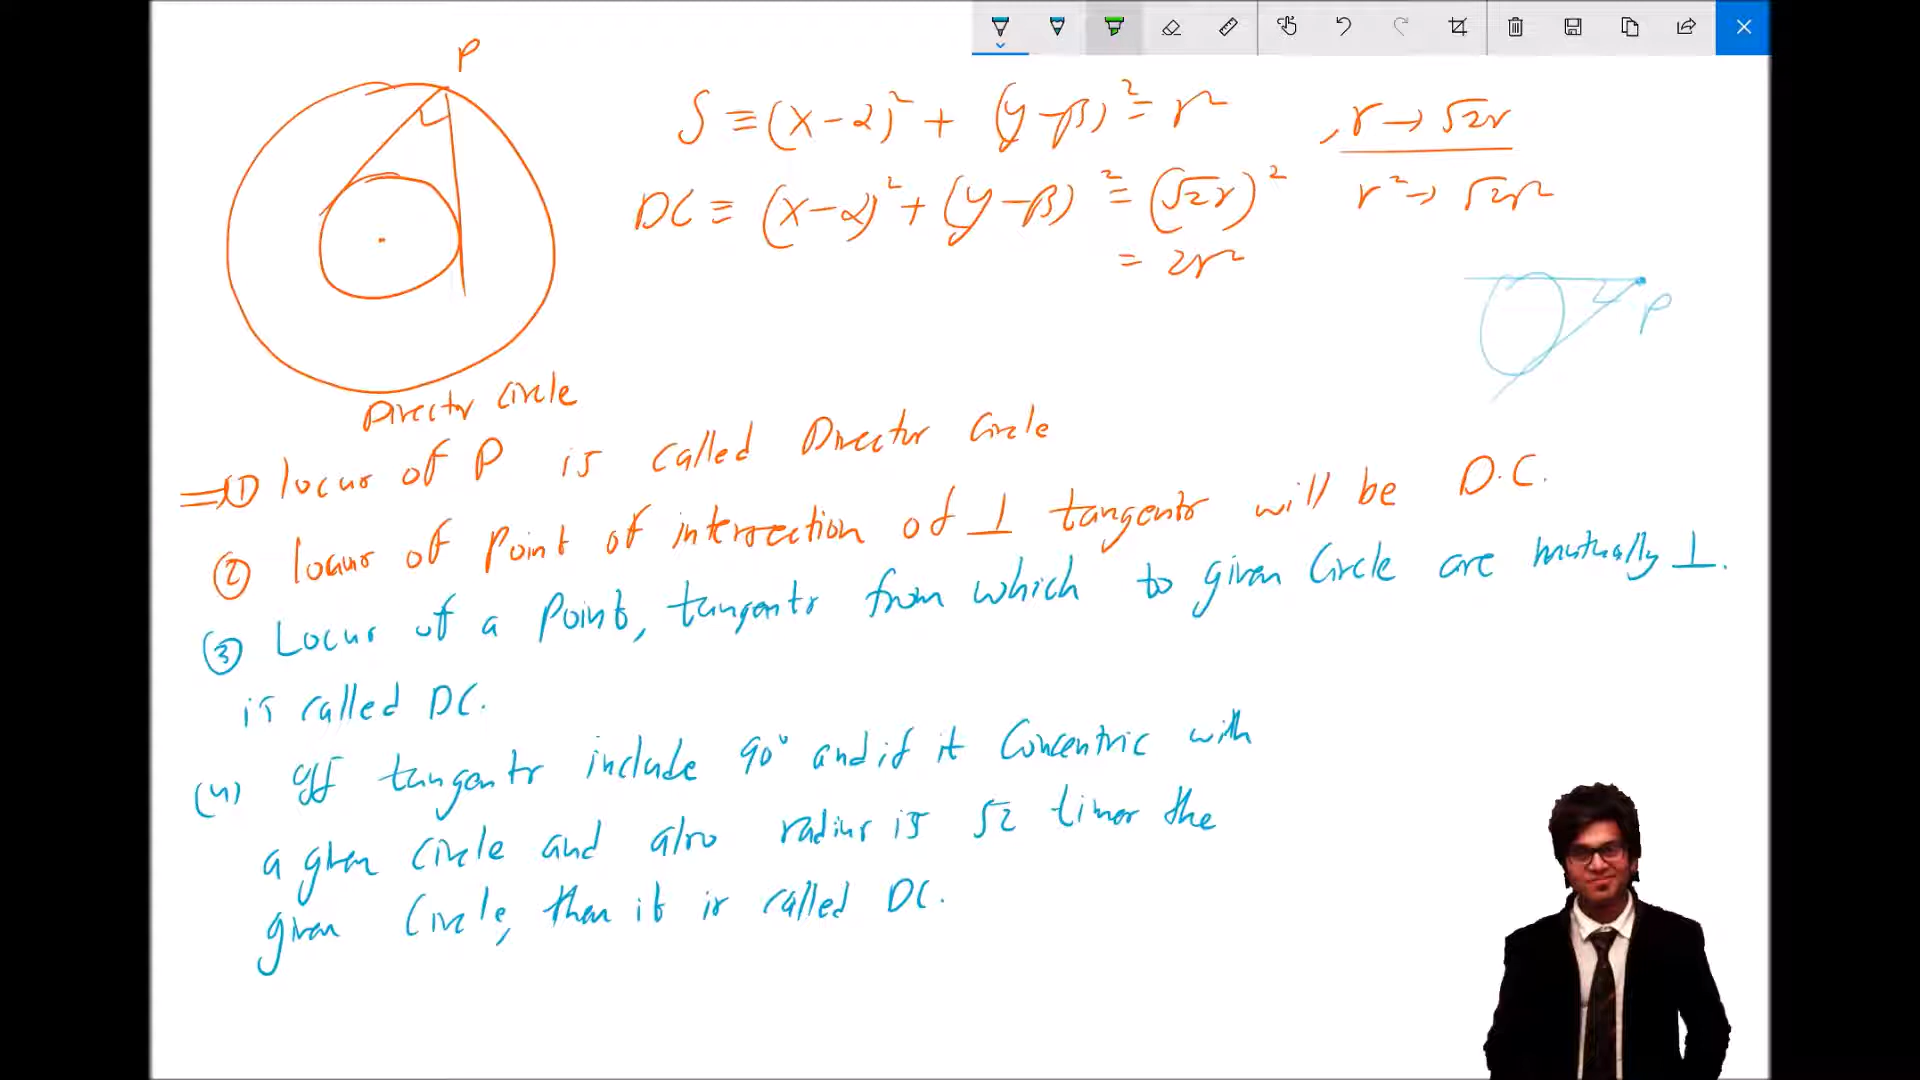 P
S ≡ (x-α)² + (y-β)² = r² , r → √2r
DC ≡ (x-α)² + (y-β)² = (√2r)² r² → √2r²
= 2r²
P
Director Circle
⇒ (1) locus of P is called Director Circle
(2) locus of Point of intersection of ⊥ tangents will be D.C.
(3) Locus of a Point, tangents from which to given Circle are mutually ⊥.
is called DC.
(4) If tangents include 90° and if it Concentric with
a given circle and also radius is √2 times the
given Circle, then it is called DC.